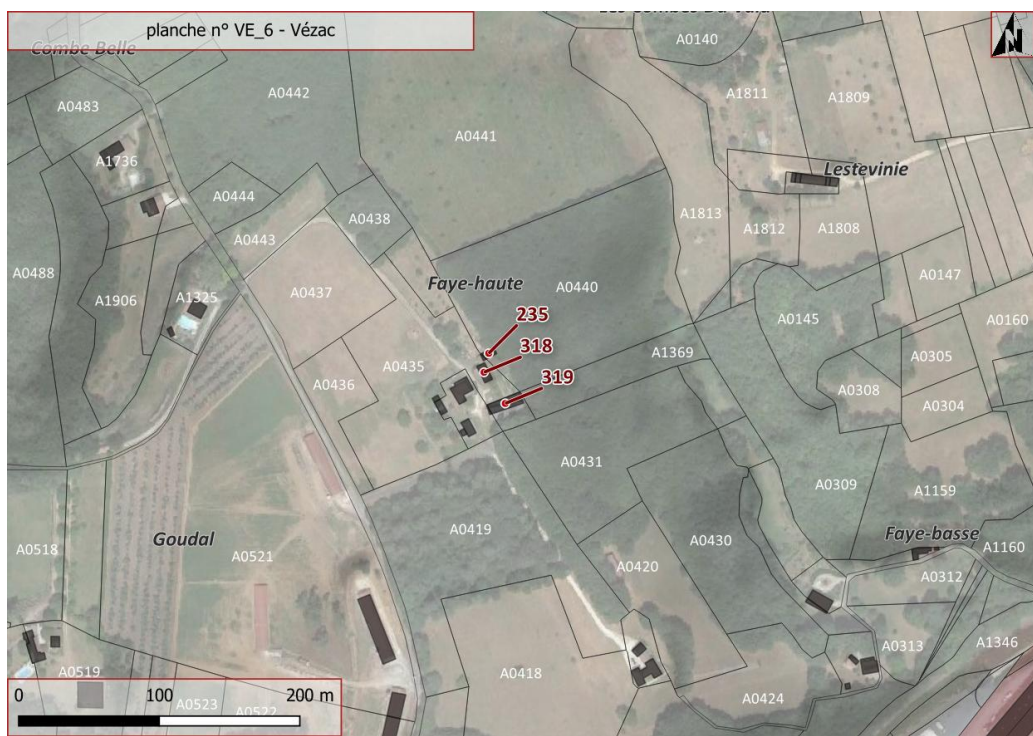 planche n° VE_6 - Vézac
N
Combe Belle
A0140
A0442
A0483
A1811
A1809
A0441
A1736
Lestevinie
A0444
A0438
A1813
A1812
A1808
A0443
A0488
A0147
A0437
Faye-haute
A0440
A1906
A1325
A0145
A0160
235
318
A1369
A0305
A0435
A0436
319
A0308
A0304
A0431
A0309
A1159
A0419
A0430
Goudal
Faye-basse
A0518
A0521
A0420
A1160
A0312
A0313
A1346
A0519
A0418
A0424
0 100 200 m
A0523
A0522